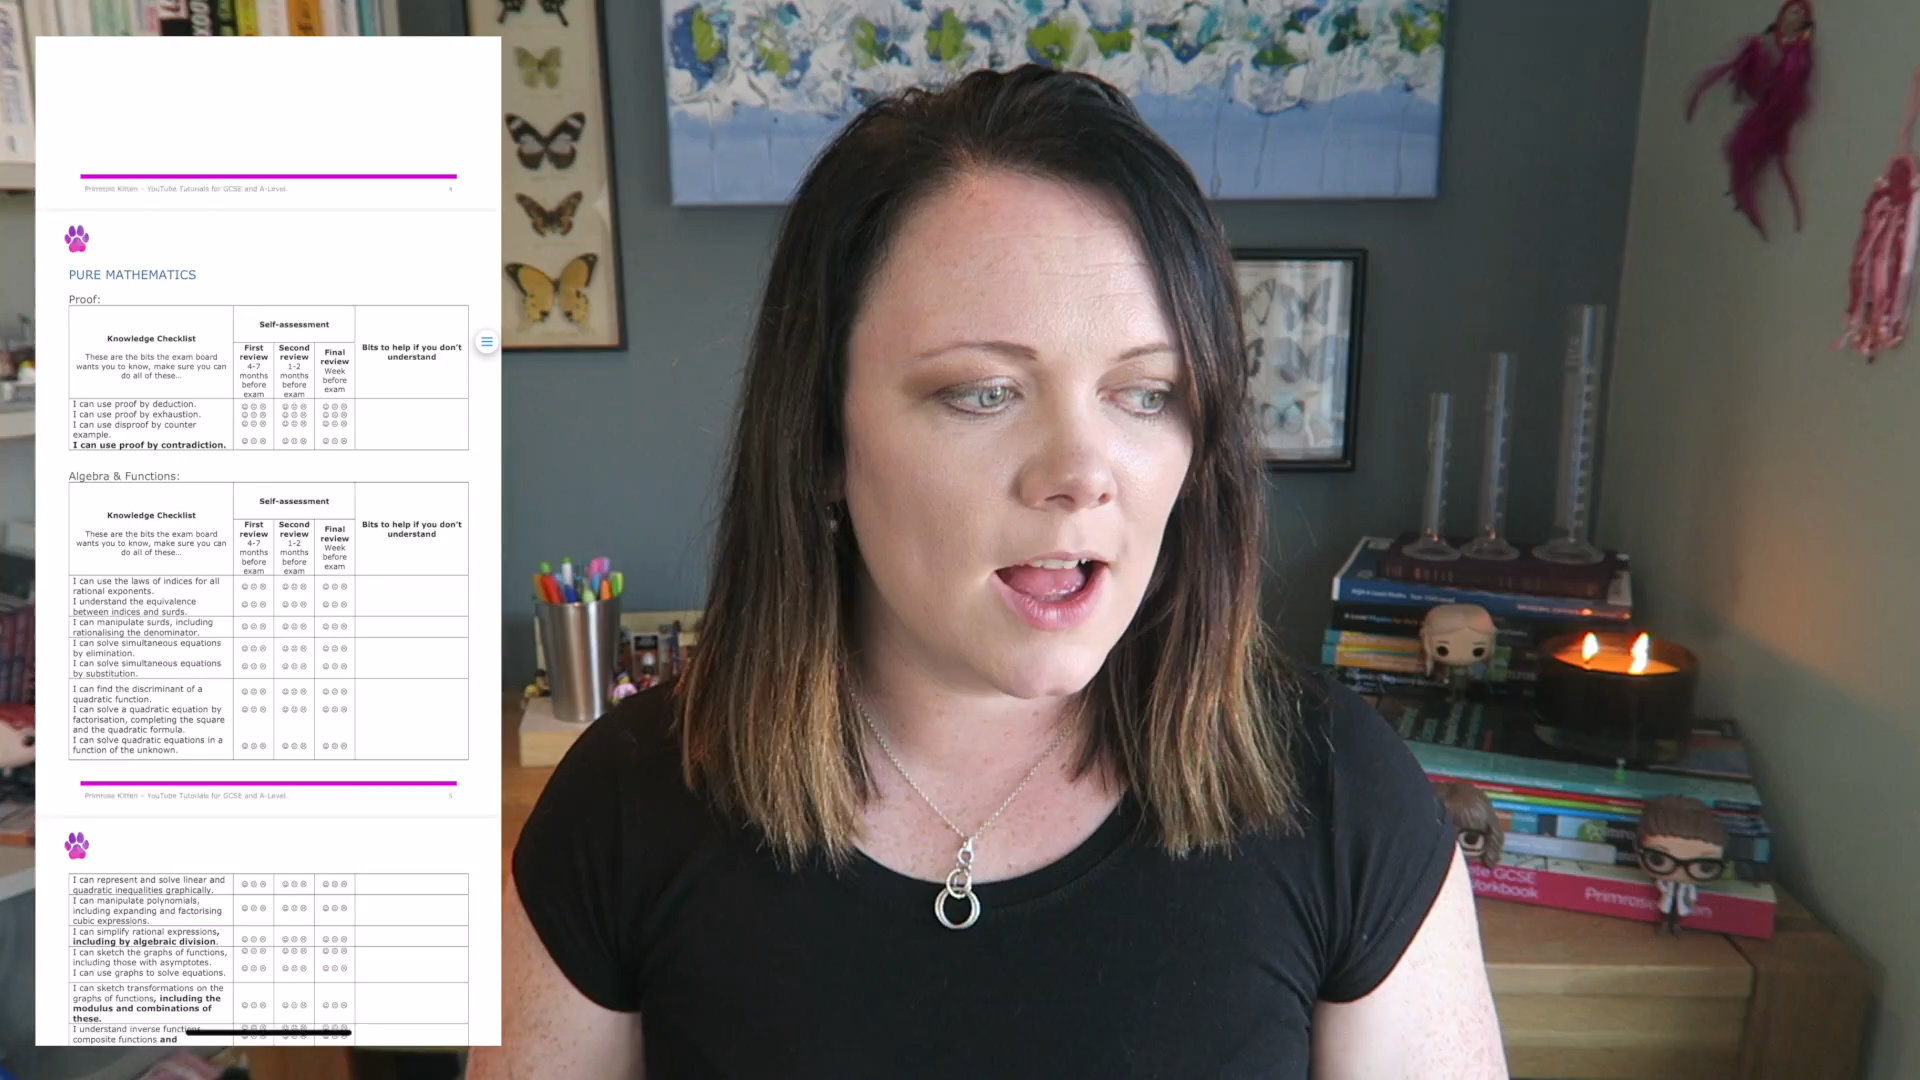 Primrose Kitten – YouTube Tutorials for GCSE and A-Level.
4
PURE MATHEMATICS
Proof:
Knowledge Checklist
These are the bits the exam board
wants you to know, make sure you can
do all of these...
Self-assessment
First
review
4-7
months
before
exam
Second
review
1-2
months
before
exam
Final
review
Week
before
exam
Bits to help if you don't
understand
I can use proof by deduction.
I can use proof by exhaustion.
I can use disproof by counter
example.
I can use proof by contradiction.
Algebra & Functions:
Knowledge Checklist
These are the bits the exam board
wants you to know, make sure you can
do all of these...
Self-assessment
First
review
4-7
months
before
exam
Second
review
1-2
months
before
exam
Final
review
Week
before
exam
Bits to help if you don't
understand
I can use the laws of indices for all
rational exponents.
I understand the equivalence
between indices and surds.
I can manipulate surds, including
rationalising the denominator.
I can solve simultaneous equations
by elimination.
I can solve simultaneous equations
by substitution.
I can find the discriminant of a
quadratic function.
I can solve a quadratic equation by
factorisation, completing the square
and the quadratic formula.
I can solve quadratic equations in a
function of the unknown.
Primrose Kitten – YouTube Tutorials for GCSE and A-Level.
5
I can represent and solve linear and
quadratic inequalities graphically.
I can manipulate polynomials,
including expanding and factorising
cubic expressions.
I can simplify rational expressions,
including by algebraic division.
I can sketch the graphs of functions,
including those with asymptotes.
I can use graphs to solve equations.
I can sketch transformations on the
graphs of functions, including the
modulus and combinations of
these.
I understand inverse
composite functions and
GCSE
Workbook